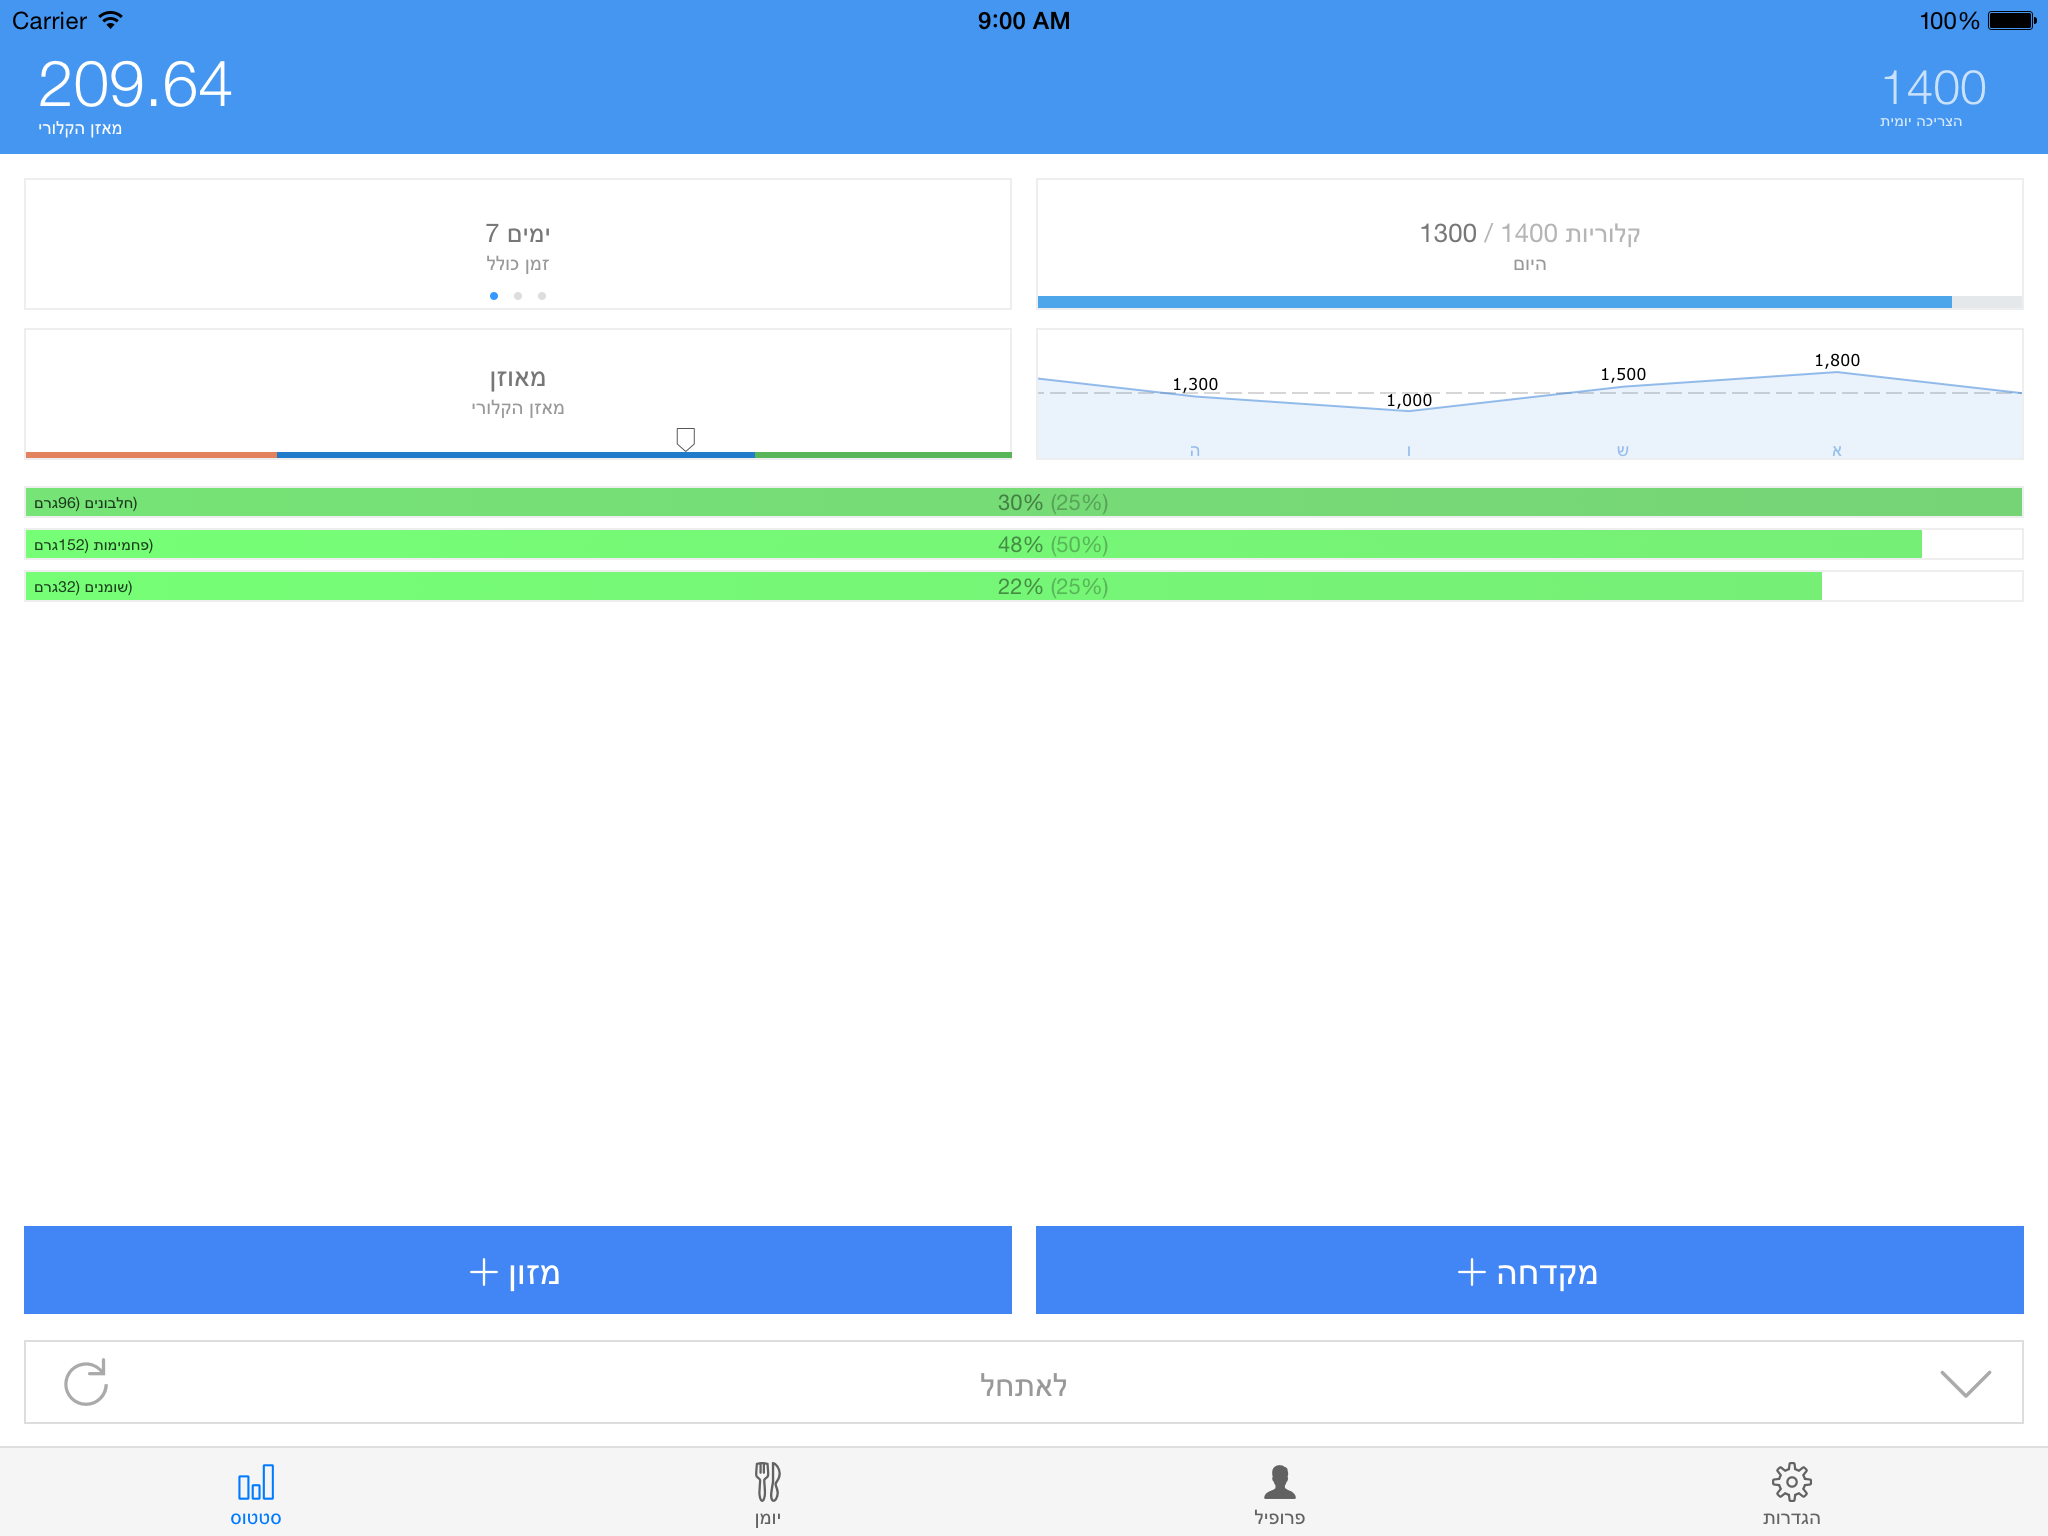 Carrier 9:00 AM 100%
209.64
מאזן הקלורי
1400
הצריכה יומית
ימים 7
זמן כולל
1300 / 1400 קלוריות
היום
מאוזן
מאזן הקלורי
1,300
1,000
1,500
1,800
ה ו ש א
חלבונים (96גרם) 30% (25%)
פחמימות (152גרם) 48% (50%)
שומנים (32גרם) 22% (25%)
+ מזון
+ מקדחה
לאתחל
סטטוס
יומן
פרופיל
הגדרות